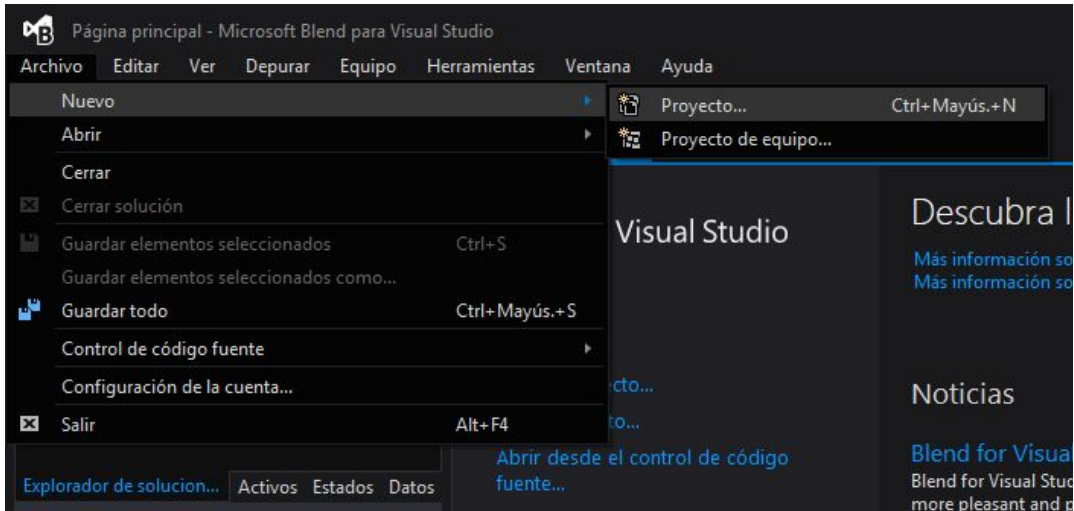 Página principal - Microsoft Blend para Visual Studio
Archivo Editar Ver Depurar Equipo Herramientas Ventana Ayuda
Nuevo
Proyecto... Ctrl+Mayús.+N
Abrir
Proyecto de equipo...
Cerrar
Cerrar solución
Guardar elementos seleccionados Ctrl+S
Guardar elementos seleccionados como...
Guardar todo Ctrl+Mayús.+S
Control de código fuente
Configuración de la cuenta...
Salir Alt+F4
Visual Studio
cto...
to...
Abrir desde el control de código
fuente...
Explorador de solucion... Activos Estados Datos
Descubra l
Más información so
Más información so
Noticias
Blend for Visual
Blend for Visual Stud
more pleasant and p